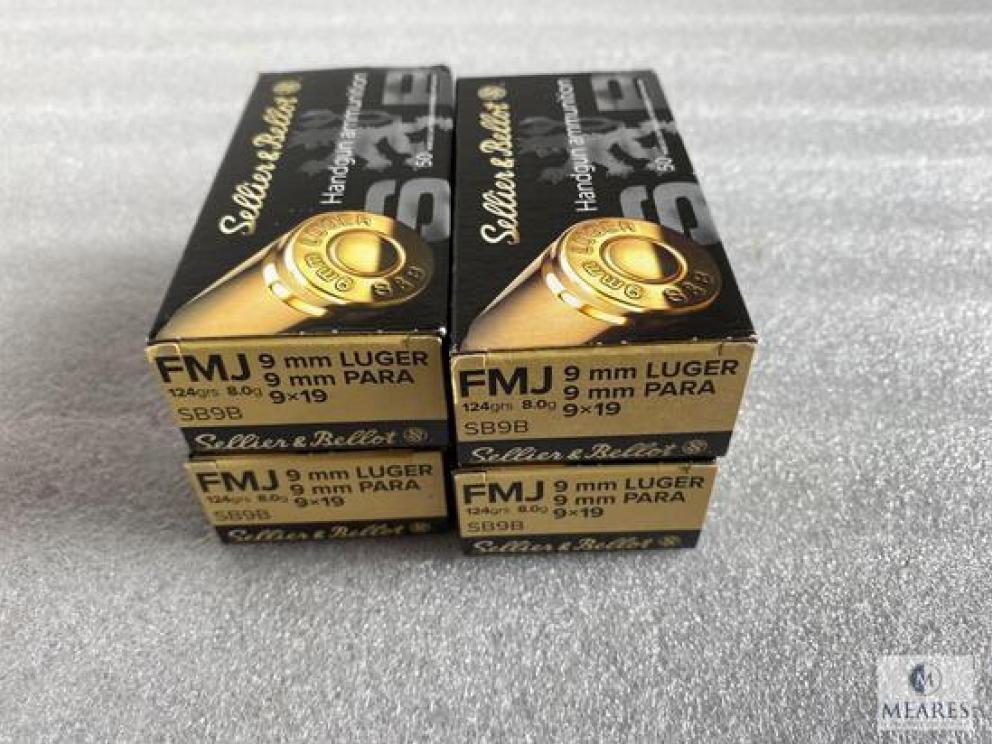 Sellier & Bellot S
Handgun ammunition
50
LUGER
9mm
S&B
Sellier & Bellot S
Handgun ammunition
50
LUGER
9mm
S&B
FMJ 9 mm LUGER
9 mm PARA
124grs 8.0g 9×19
SB9B
Sellier & Bellot S
FMJ 9 mm LUGER
9 mm PARA
124grs 8.0g 9×19
SB9B
Sellier & Bellot S
FMJ 9 mm LUGER
9 mm PARA
124grs 8.0g 9×19
SB9B
Sellier & Bellot
FMJ 9 mm LUGER
9 mm PARA
124grs 8.0g 9×19
SB9B
Sellier & Bellot S
M
MEARES